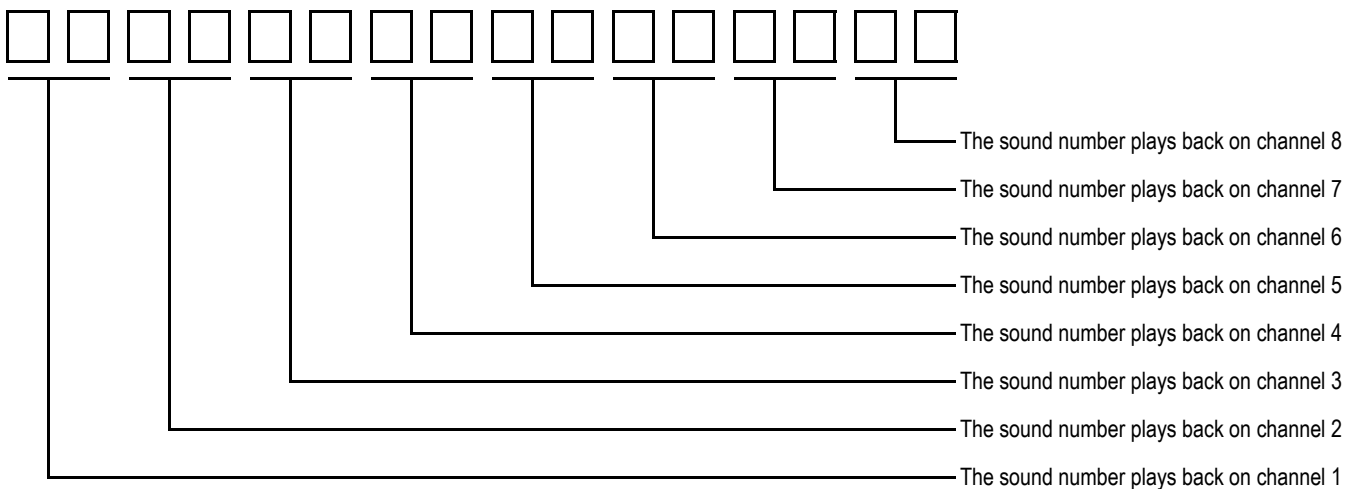 The sound number plays back on channel 8
The sound number plays back on channel 7
The sound number plays back on channel 6
The sound number plays back on channel 5
The sound number plays back on channel 4
The sound number plays back on channel 3
The sound number plays back on channel 2
The sound number plays back on channel 1